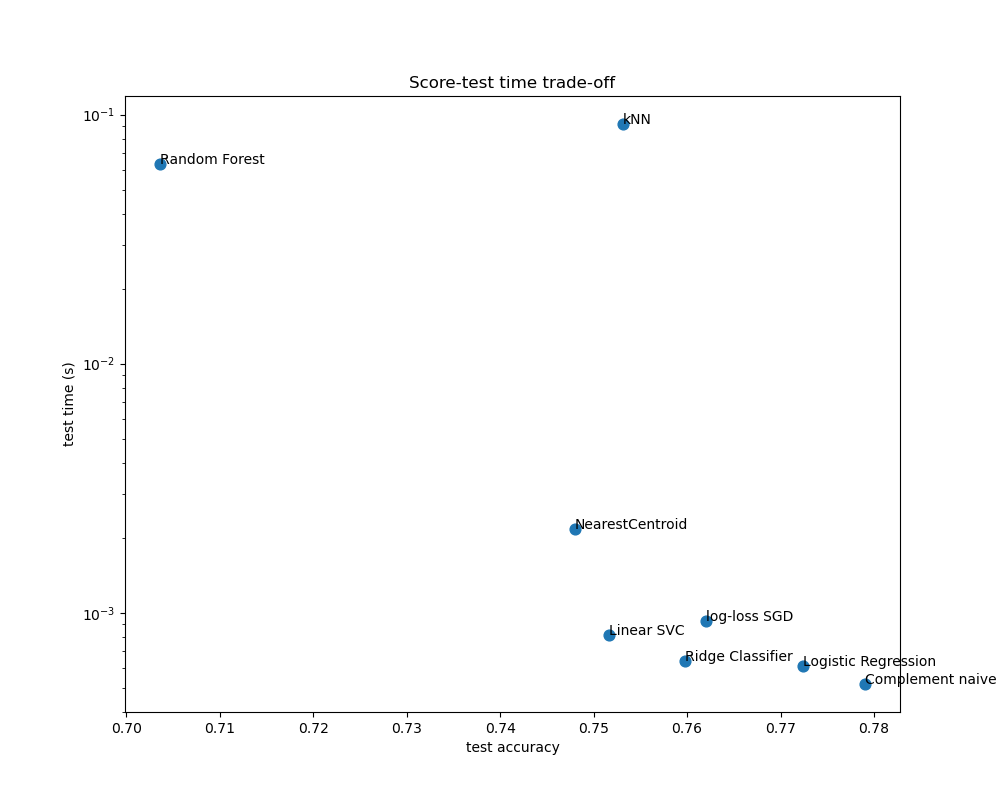 Score-test time trade-off
10⁻¹
kNN
Random Forest
10⁻²
test time (s)
NearestCentroid
10⁻³
log-loss SGD
Linear SVC
Ridge Classifier
Logistic Regression
Complement naive
0.70 0.71 0.72 0.73 0.74 0.75 0.76 0.77 0.78
test accuracy